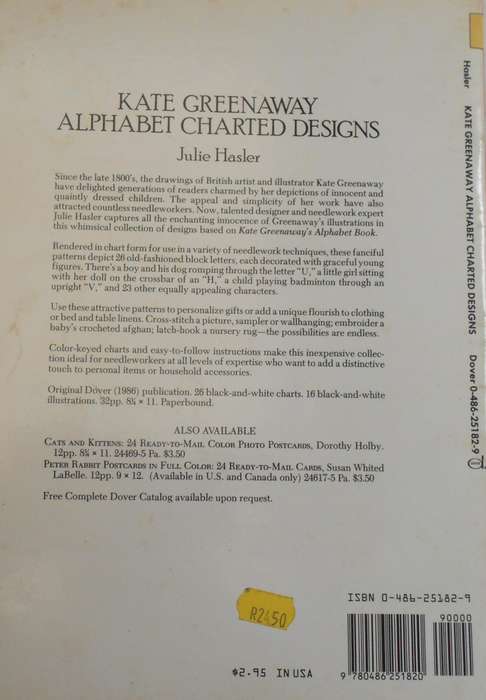 KATE GREENAWAY
ALPHABET CHARTED DESIGNS
Julie Hasler
Since the late 1800's, the drawings of British artist and illustrator Kate Greenaway
have delighted generations of readers charmed by her depictions of innocent and
quaintly dressed children. The appeal and simplicity of her work have also
attracted countless needleworkers. Now, talented designer and needlework expert
Julie Hasler captures all the enchanting innocence of Greenaway's illustrations in
this whimsical collection of designs based on Kate Greenaway's Alphabet Book.
Rendered in chart form for use in a variety of needlework techniques, these fanciful
patterns depict 26 old-fashioned block letters, each decorated with graceful young
figures. There's a boy and his dog romping through the letter "U," a little girl sitting
with her doll on the crossbar of an "H," a child playing badminton through an
upright "V," and 23 other equally appealing characters.
Use these attractive patterns to personalize gifts or add a unique flourish to clothing
or bed and table linens. Cross-stitch a picture, sampler or wallhanging; embroider a
baby's crocheted afghan; latch-hook a nursery rug—the possibilities are endless.
Color-keyed charts and easy-to-follow instructions make this inexpensive collec-
tion ideal for needleworkers at all levels of expertise who want to add a distinctive
touch to personal items or household accessories.
Original Dover (1986) publication. 26 black-and-white charts. 16 black-and-white
illustrations. 32pp. 8¼ × 11. Paperbound.
ALSO AVAILABLE
CATS AND KITTENS: 24 READY-TO-MAIL COLOR PHOTO POSTCARDS, Dorothy Holby.
12pp. 8¼ × 11. 24469-5 Pa. $3.50
PETER RABBIT POSTCARDS IN FULL COLOR: 24 READY-TO-MAIL CARDS, Susan Whited
LaBelle. 12pp. 9 × 12. (Available in U.S. and Canada only) 24617-5 Pa. $3.50
Free Complete Dover Catalog available upon request.
R24.50
$2.95 IN USA
ISBN 0-486-25182-9
90000
9 780486 251820
Hasler KATE GREENAWAY ALPHABET CHARTED DESIGNS Dover 0-486-25182-9